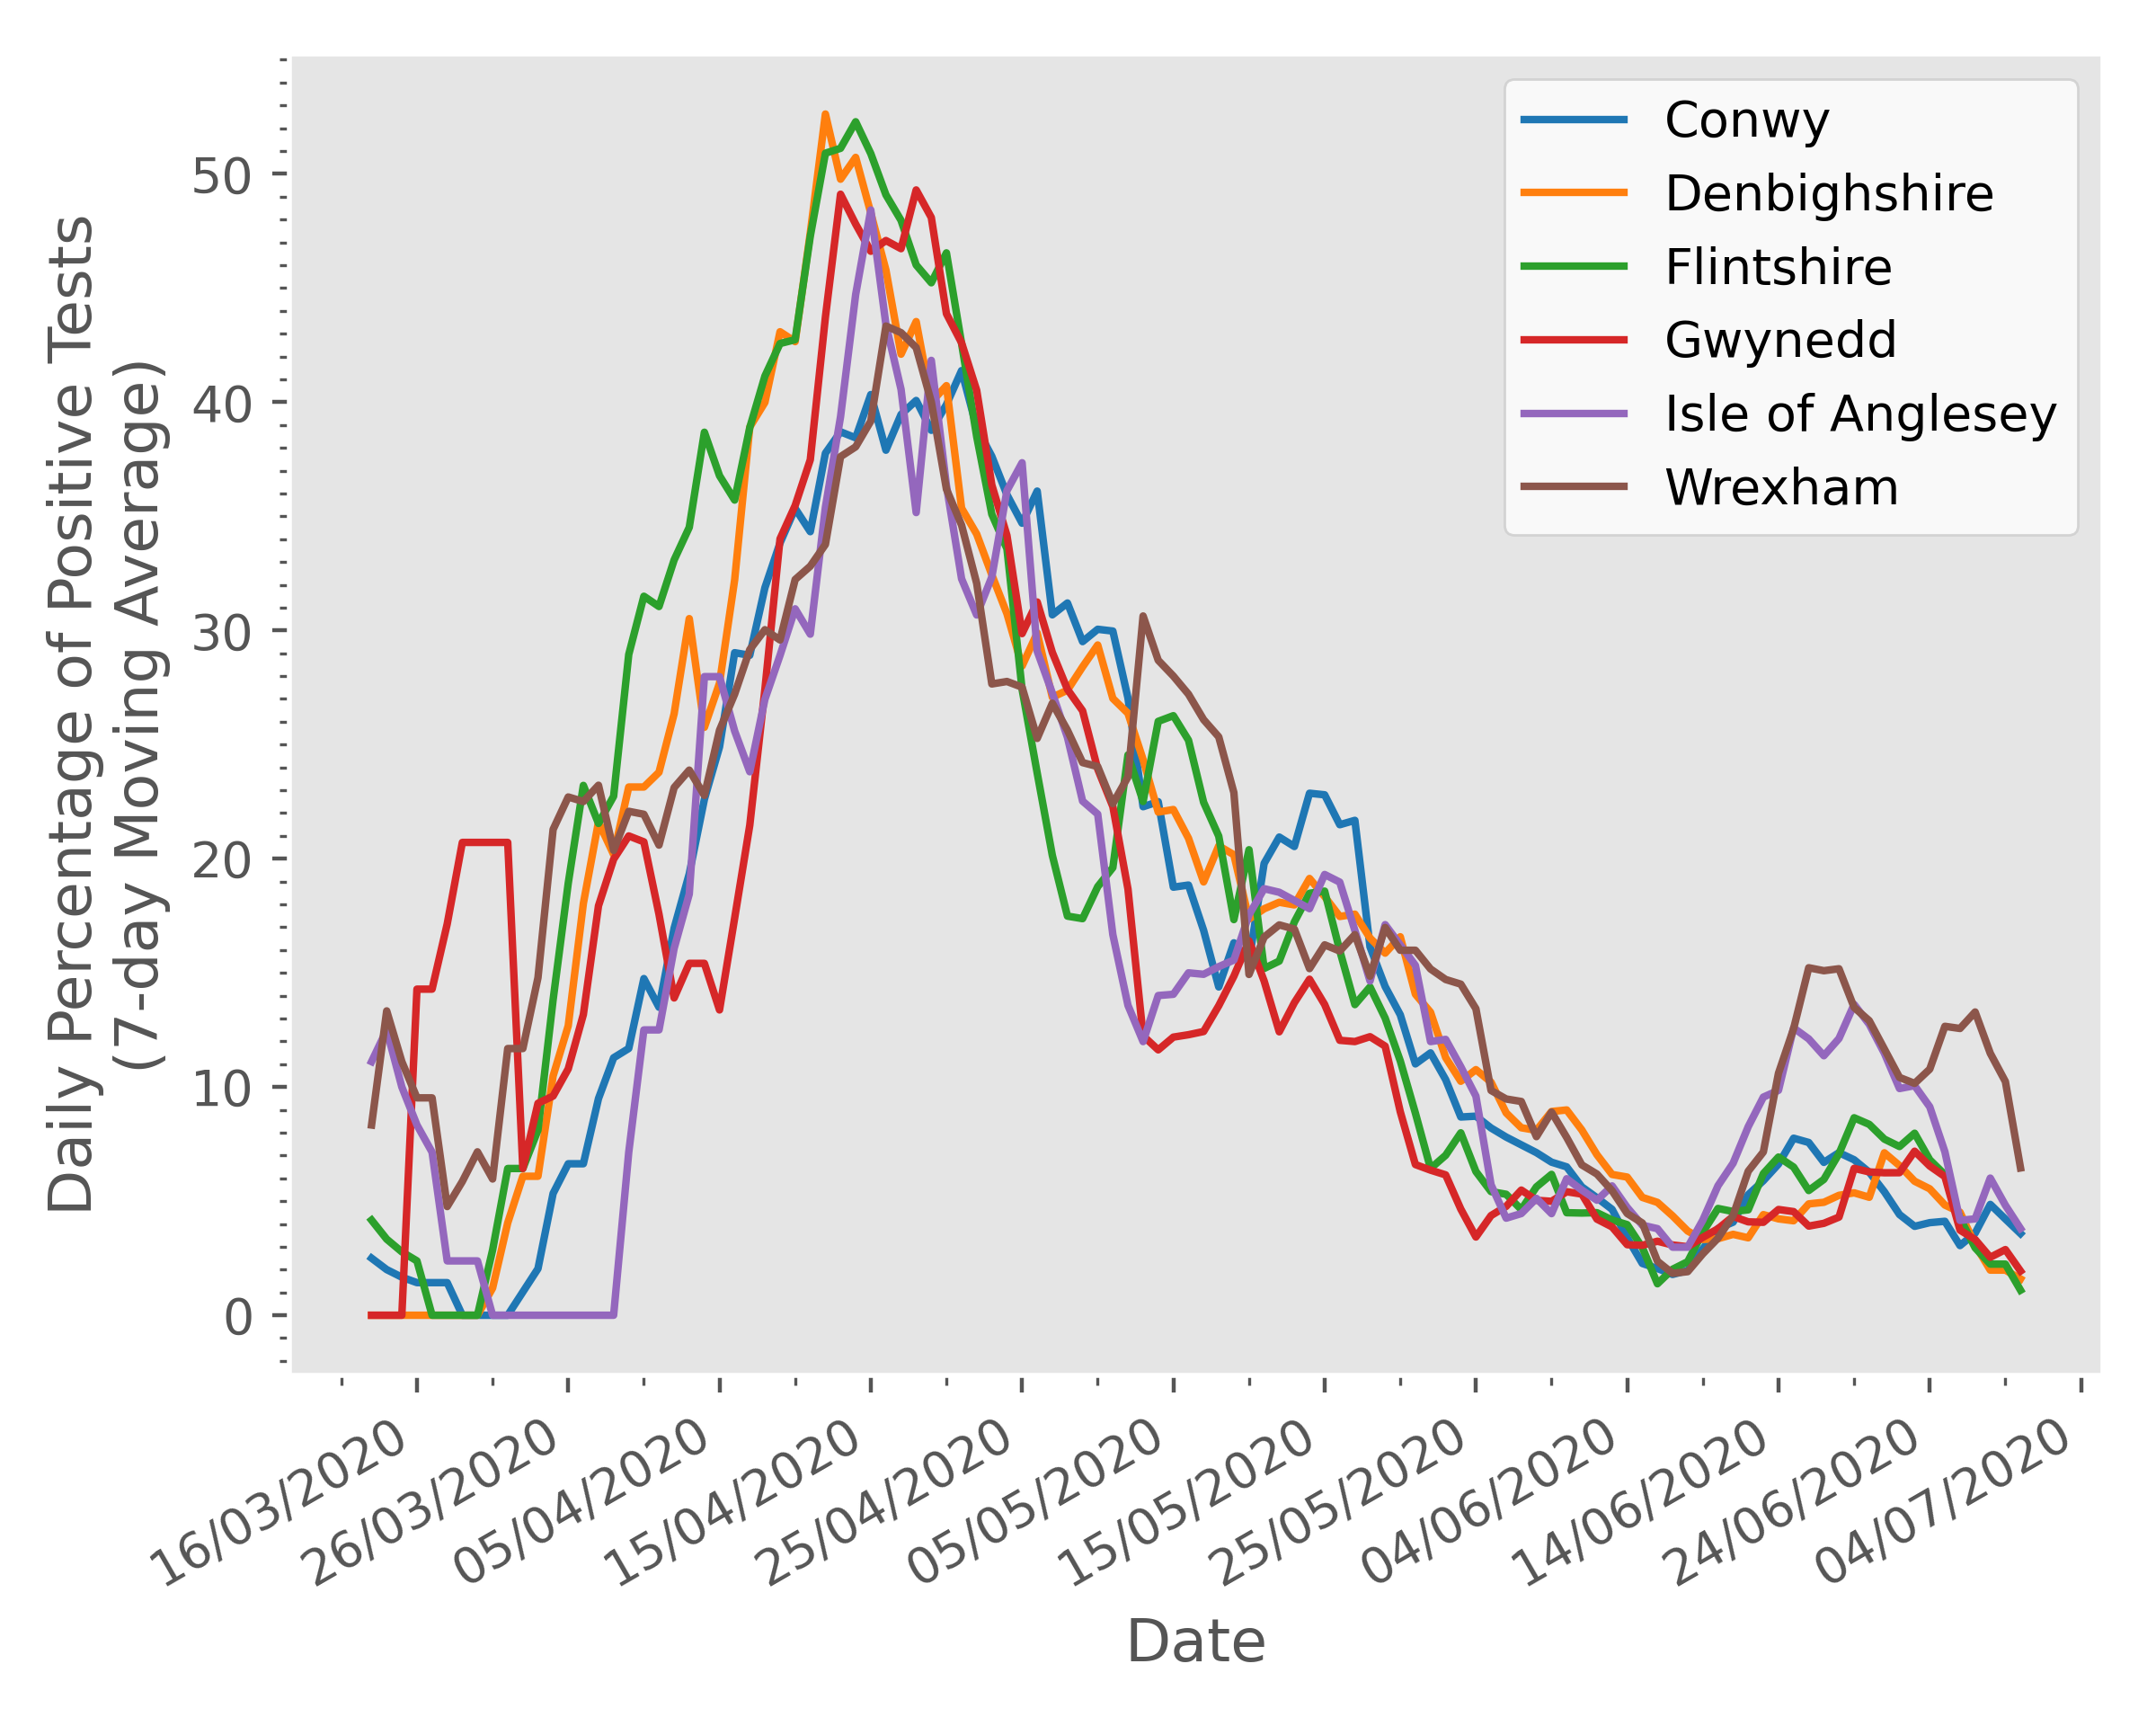 Daily Percentage of Positive Tests
(7-day Moving Average)
50
40
30
20
10
0
Conwy
Denbighshire
Flintshire
Gwynedd
Isle of Anglesey
Wrexham
16/03/2020
26/03/2020
05/04/2020
15/04/2020
25/04/2020
05/05/2020
15/05/2020
25/05/2020
04/06/2020
14/06/2020
24/06/2020
04/07/2020
Date